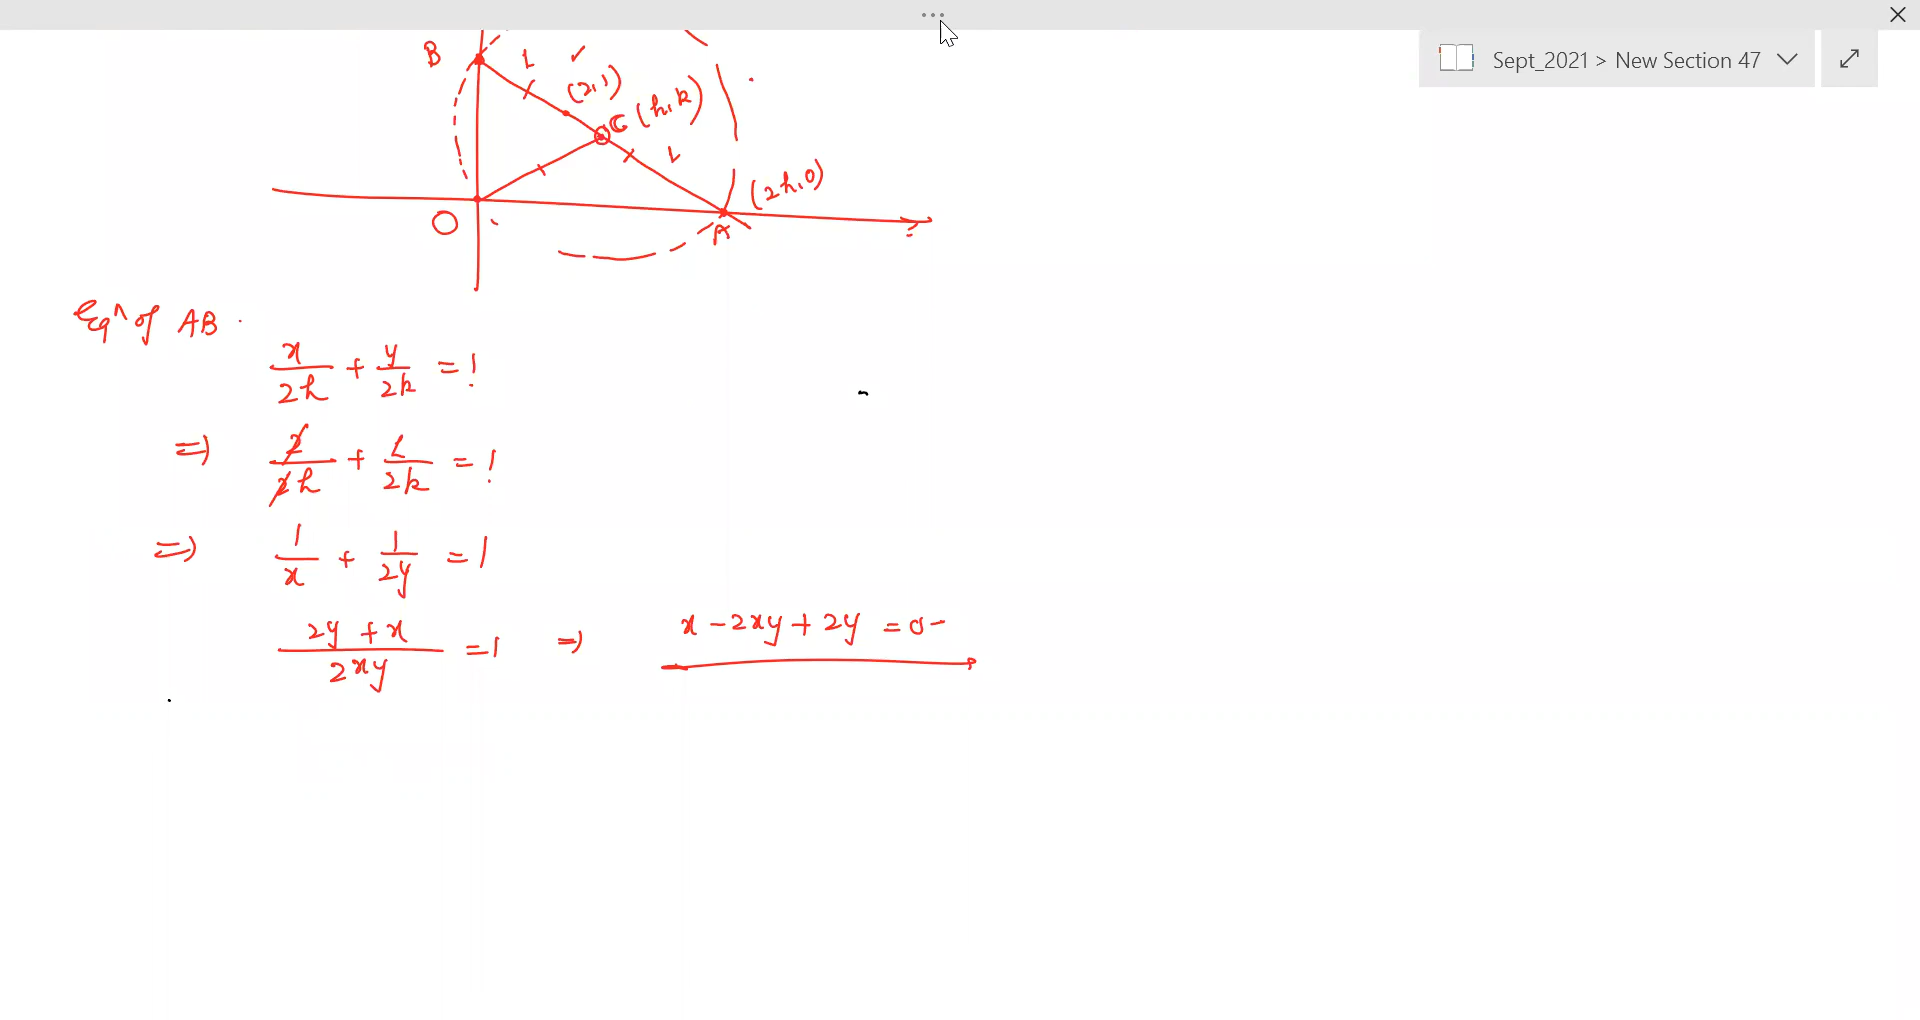 Sept_2021 > New Section 47
B
L ✓
(2,1)
C (h,k)
L
(2h,0)
O
A
Eqⁿ of AB.
x/2h + y/2k = 1
=> 2/2h + 1/2k = 1
=> 1/x + 1/2y = 1
2y + x / 2xy = 1 => x - 2xy + 2y = 0